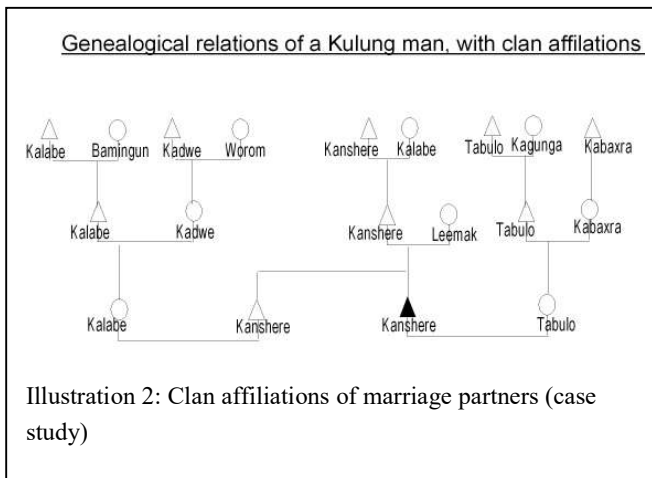 Genealogical relations of a Kulung man, with clan affilations
Kalabe Bamingun Kadwe Worom Kanshere Kalabe Tabulo Kagunga Kabaxra
Kalabe Kadwe Kanshere Leemak Tabulo Kabaxra
Kalabe Kanshere Kanshere Tabulo
Illustration 2: Clan affiliations of marriage partners (case
study)